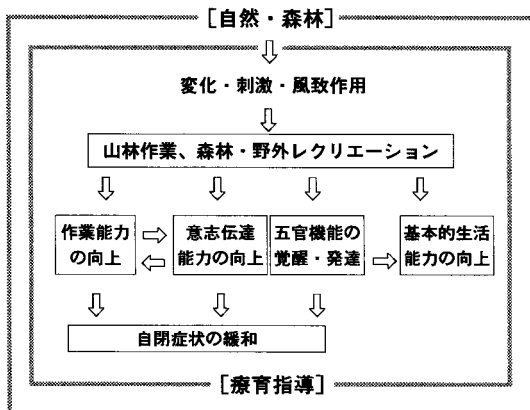 [自然・森林]
変化・刺激・風致作用
山林作業、森林・野外レクリエーション
作業能力
の向上
意志伝達
能力の向上
五官機能の
覚醒・発達
基本的生活
能力の向上
自閉症状の緩和
[療育指導]